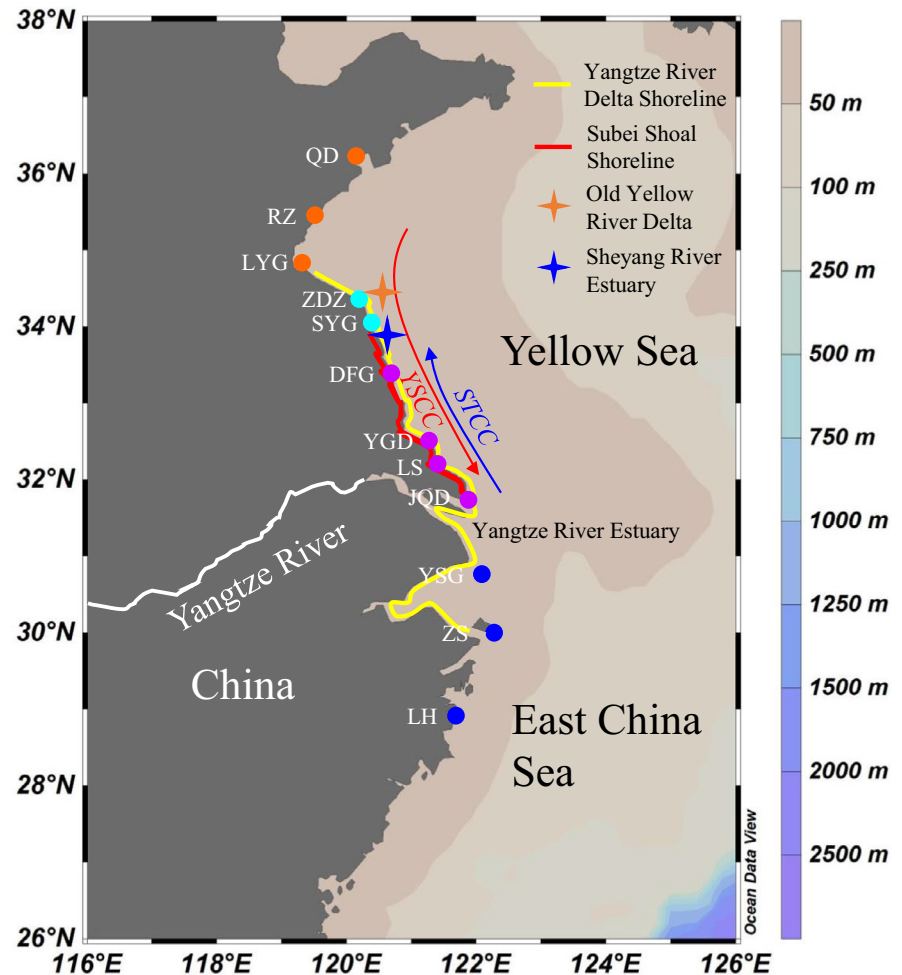 38°N
36°N
34°N
32°N
30°N
28°N
26°N
116°E
118°E
120°E
122°E
124°E
126°E
Yangtze River
Delta Shoreline
Subei Shoal
Shoreline
Old Yellow
River Delta
Sheyang River
Estuary
QD
RZ
LYG
ZDZ
SYG
DFG
YGD
LS
JQD
YSG
ZS
LH
YSCC
STCC
Yellow Sea
Yangtze River Estuary
Yangtze River
China
East China
Sea
Ocean Data View
50 m
100 m
250 m
500 m
750 m
1000 m
1250 m
1500 m
2000 m
2500 m